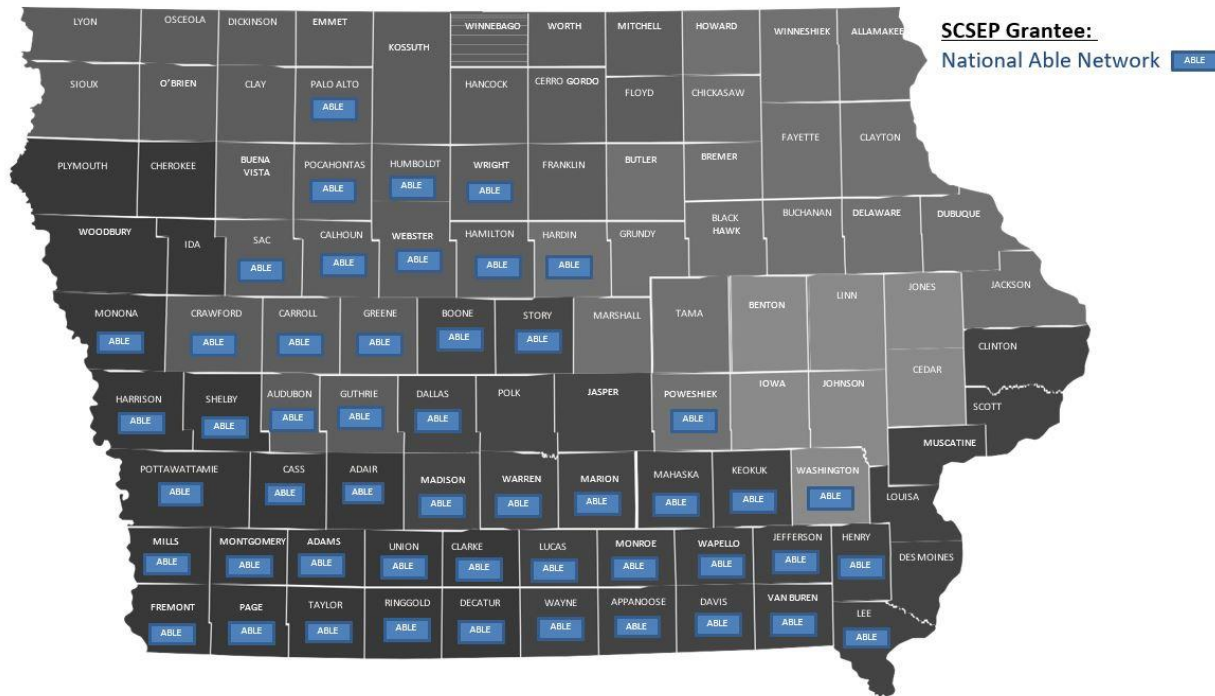 SCSEP Grantee:
National Able Network ABLE
LYON OSCEOLA DICKINSON EMMET KOSSUTH WINNEBAGO WORTH MITCHELL HOWARD WINNESHIEK ALLAMAKEE
SIOUX O'BRIEN CLAY PALO ALTO HANCOCK CERRO GORDO FLOYD CHICKASAW
ABLE
FAYETTE CLAYTON
PLYMOUTH CHEROKEE BUENA VISTA POCAHONTAS HUMBOLDT WRIGHT FRANKLIN BUTLER BREMER
ABLE ABLE ABLE
WOODBURY IDA SAC CALHOUN WEBSTER HAMILTON HARDIN GRUNDY BLACK HAWK BUCHANAN DELAWARE DUBUQUE
ABLE ABLE ABLE ABLE ABLE
MONONA CRAWFORD CARROLL GREENE BOONE STORY MARSHALL TAMA BENTON LINN JONES JACKSON
ABLE ABLE ABLE ABLE ABLE ABLE
CLINTON
CEDAR
HARRISON SHELBY AUDUBON GUTHRIE DALLAS POLK JASPER POWESHIEK IOWA JOHNSON SCOTT
ABLE ABLE ABLE ABLE ABLE ABLE
MUSCATINE
POTTAWATTAMIE CASS ADAIR MADISON WARREN MARION MAHASKA KEOKUK WASHINGTON
ABLE ABLE ABLE ABLE ABLE ABLE ABLE ABLE ABLE
LOUISA
MILLS MONTGOMERY ADAMS UNION CLARKE LUCAS MONROE WAPELLO JEFFERSON HENRY DES MOINES
ABLE ABLE ABLE ABLE ABLE ABLE ABLE ABLE ABLE ABLE
FREMONT PAGE TAYLOR RINGGOLD DECATUR WAYNE APPANOOSE DAVIS VAN BUREN LEE
ABLE ABLE ABLE ABLE ABLE ABLE ABLE ABLE ABLE ABLE